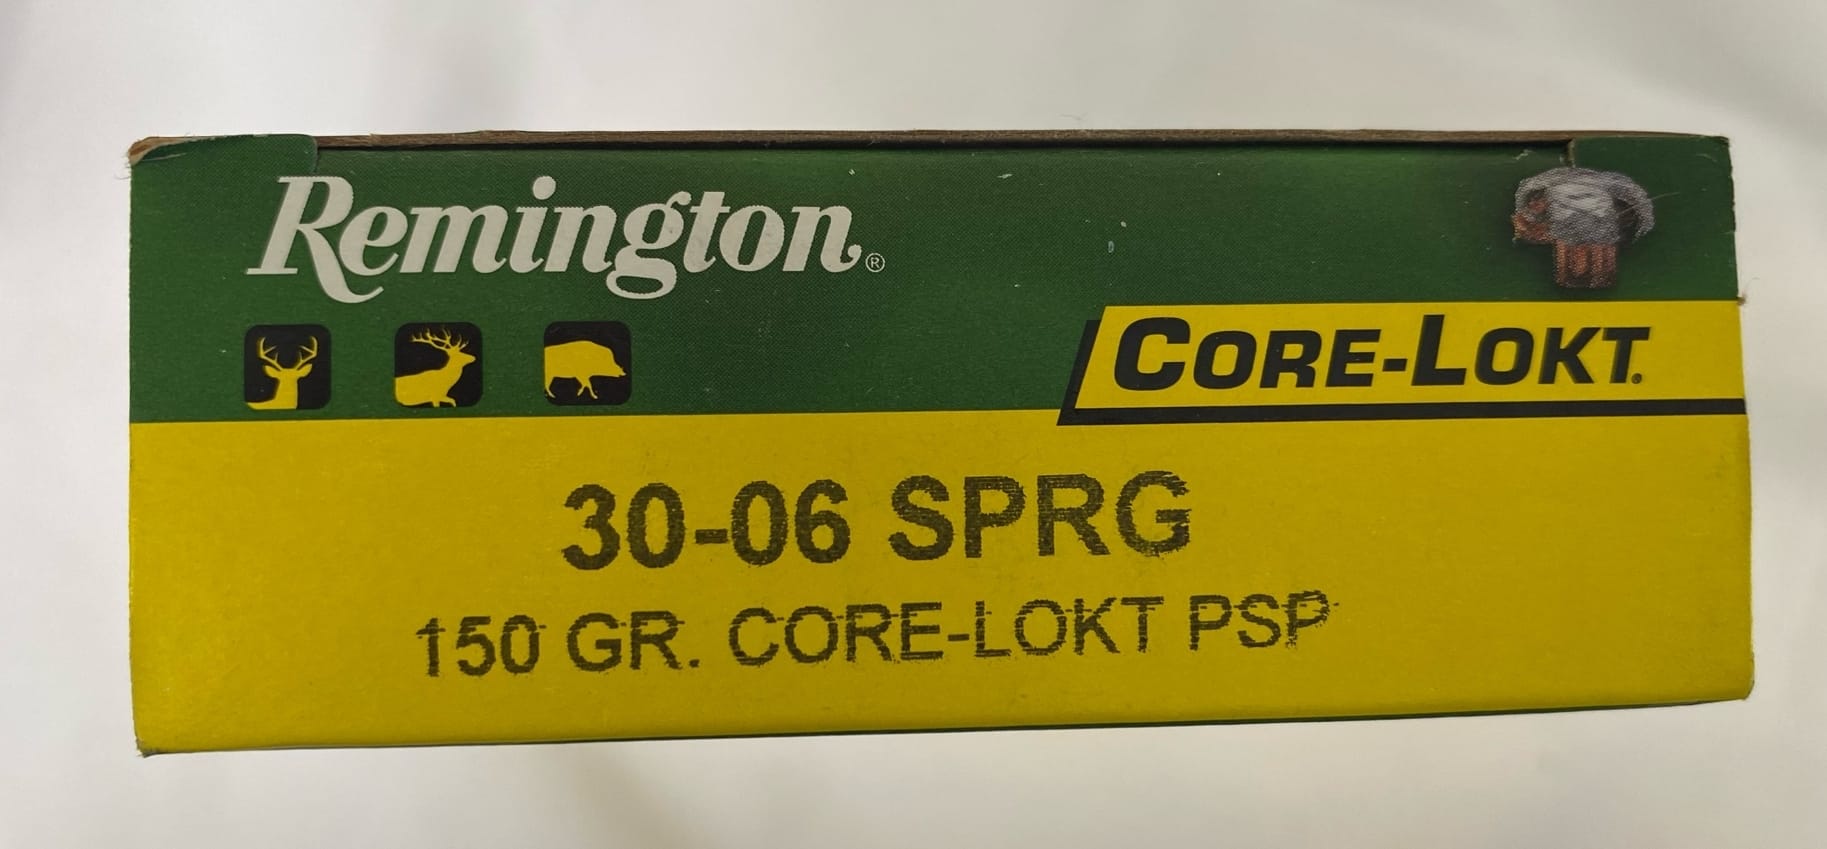 Remington®
CORE-LOKT®
30-06 SPRG
150 GR. CORE-LOKT PSP